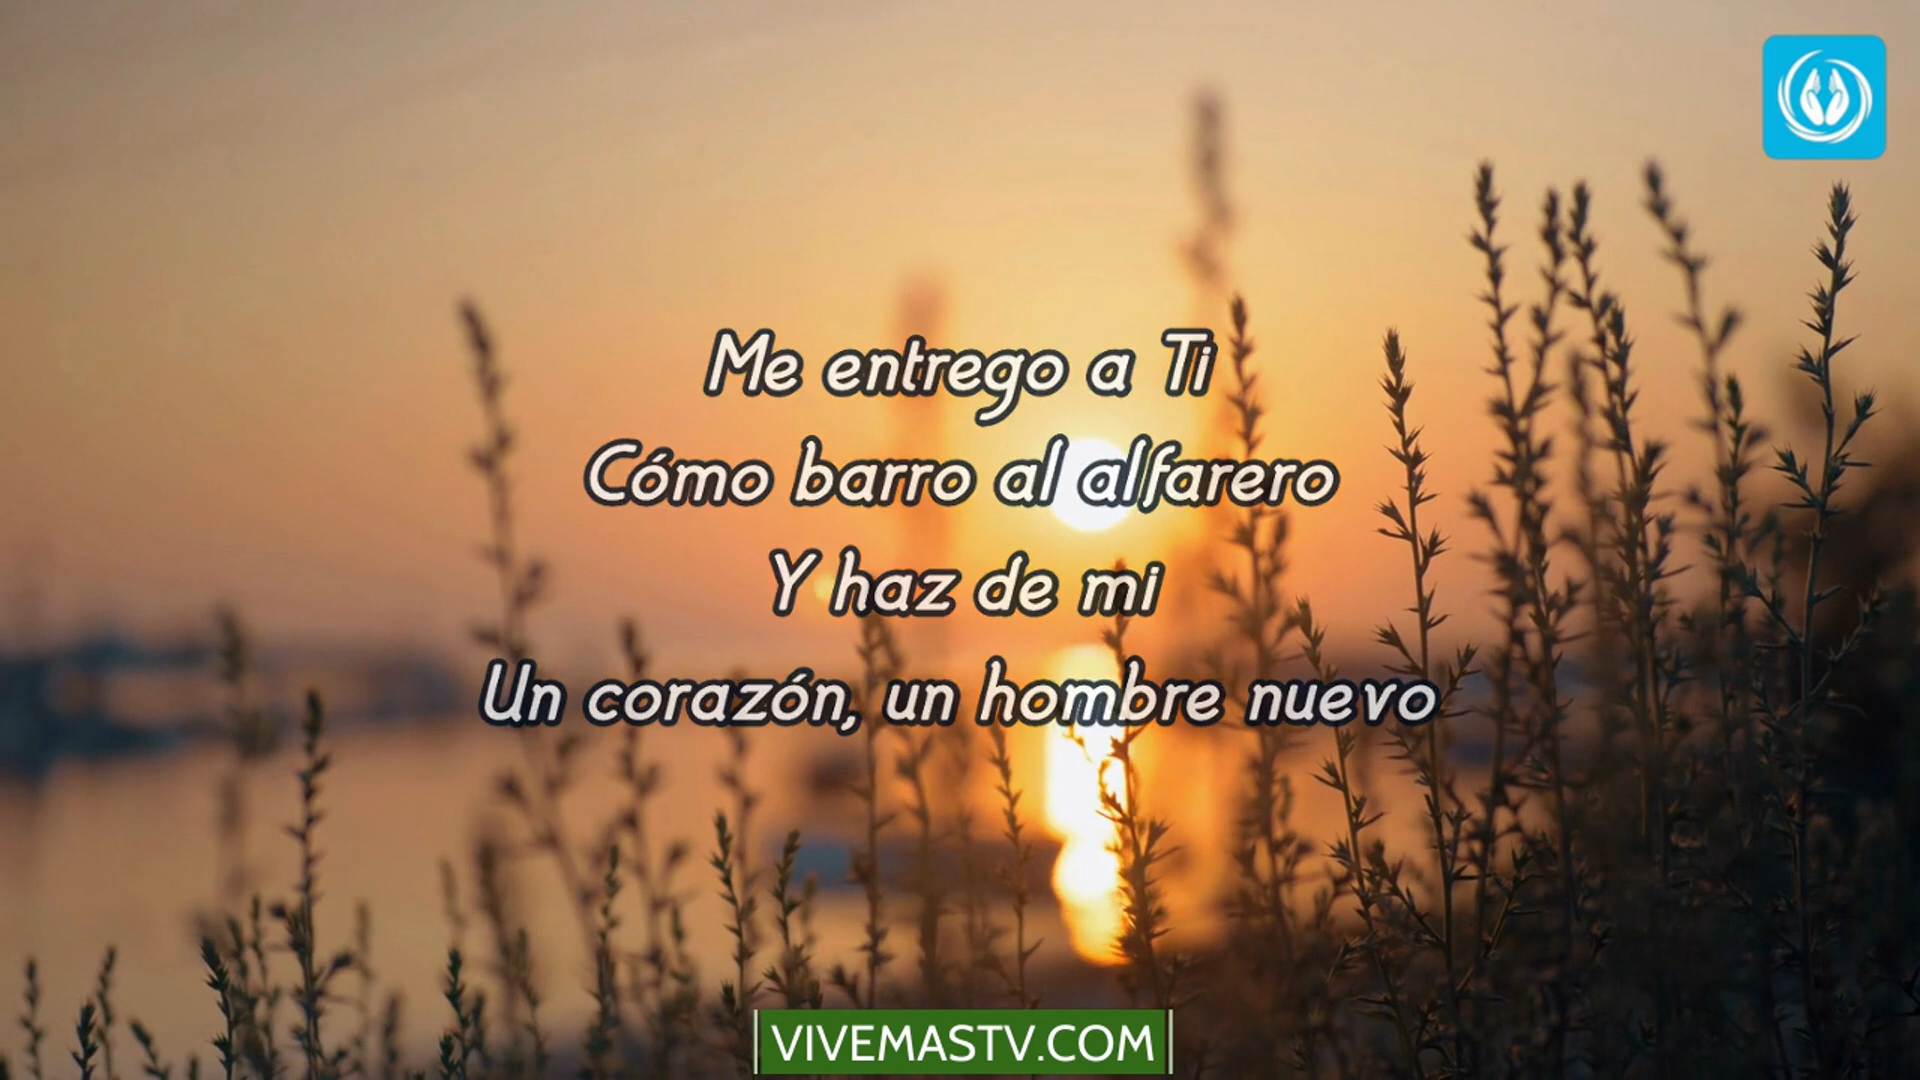 Me entrego a Ti
Cómo barro al alfarero
Y haz de mi
Un corazón, un hombre nuevo
VIVEMASTV.COM